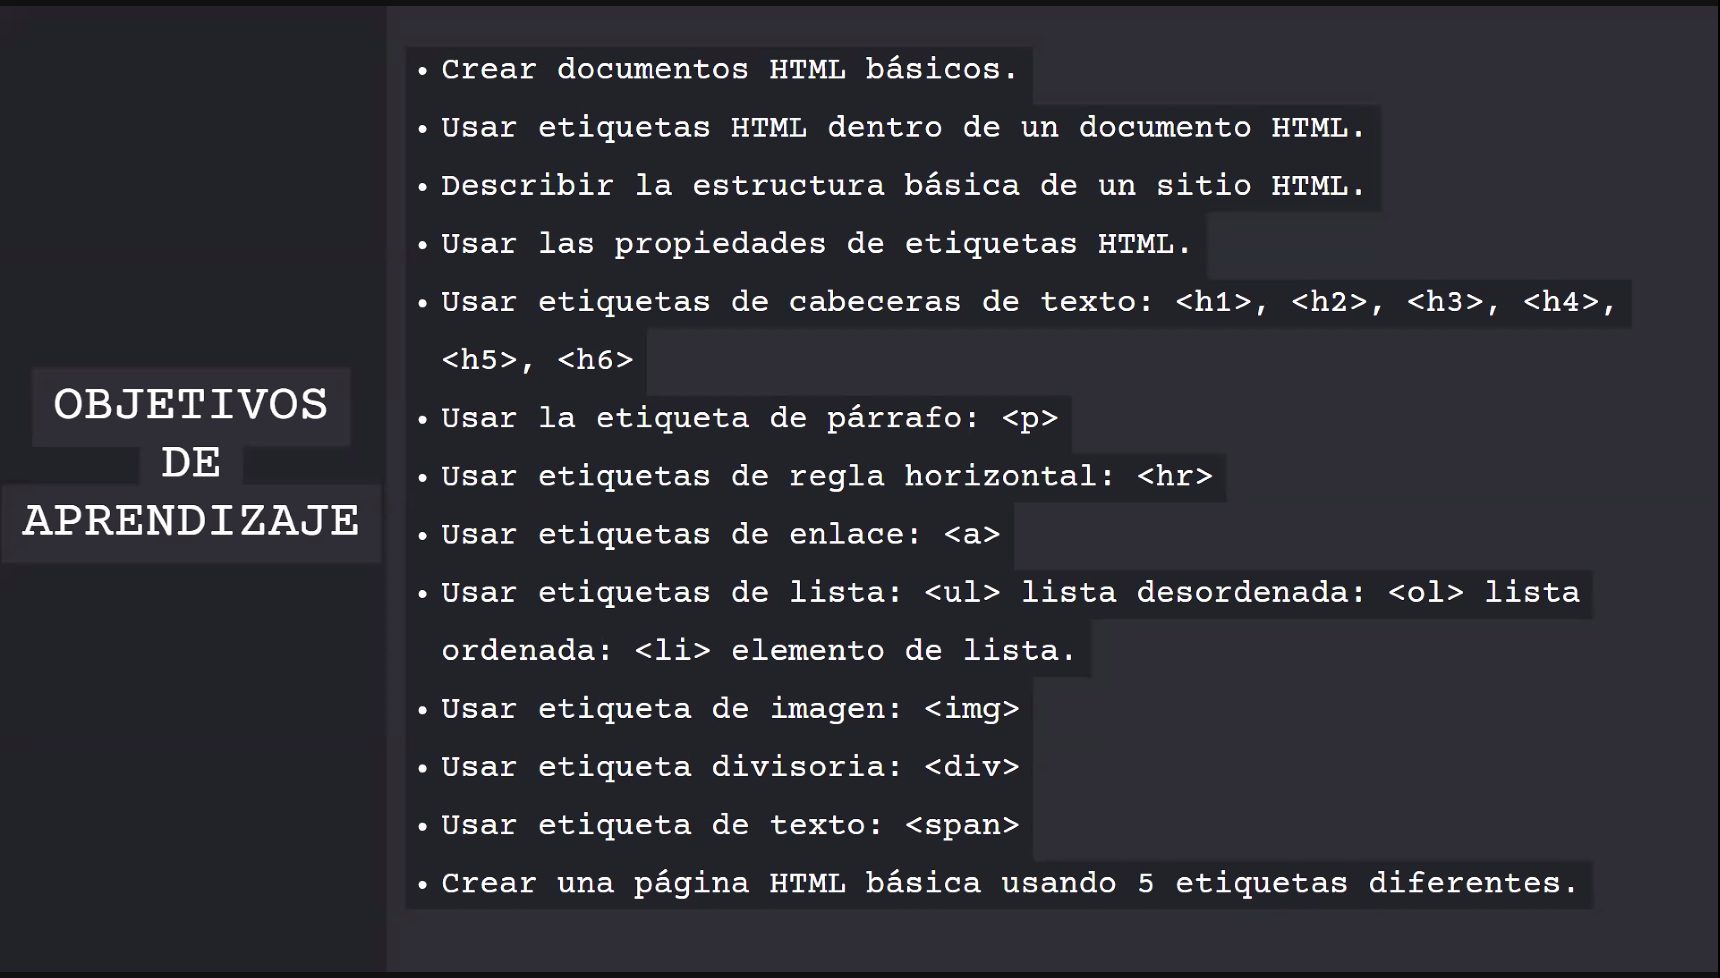 OBJETIVOS
DE
APRENDIZAJE
• Crear documentos HTML básicos.
• Usar etiquetas HTML dentro de un documento HTML.
• Describir la estructura básica de un sitio HTML.
• Usar las propiedades de etiquetas HTML.
• Usar etiquetas de cabeceras de texto: <h1>, <h2>, <h3>, <h4>,
<h5>, <h6>
• Usar la etiqueta de párrafo: <p>
• Usar etiquetas de regla horizontal: <hr>
• Usar etiquetas de enlace: <a>
• Usar etiquetas de lista: <ul> lista desordenada: <ol> lista
ordenada: <li> elemento de lista.
• Usar etiqueta de imagen: <img>
• Usar etiqueta divisoria: <div>
• Usar etiqueta de texto: <span>
• Crear una página HTML básica usando 5 etiquetas diferentes.